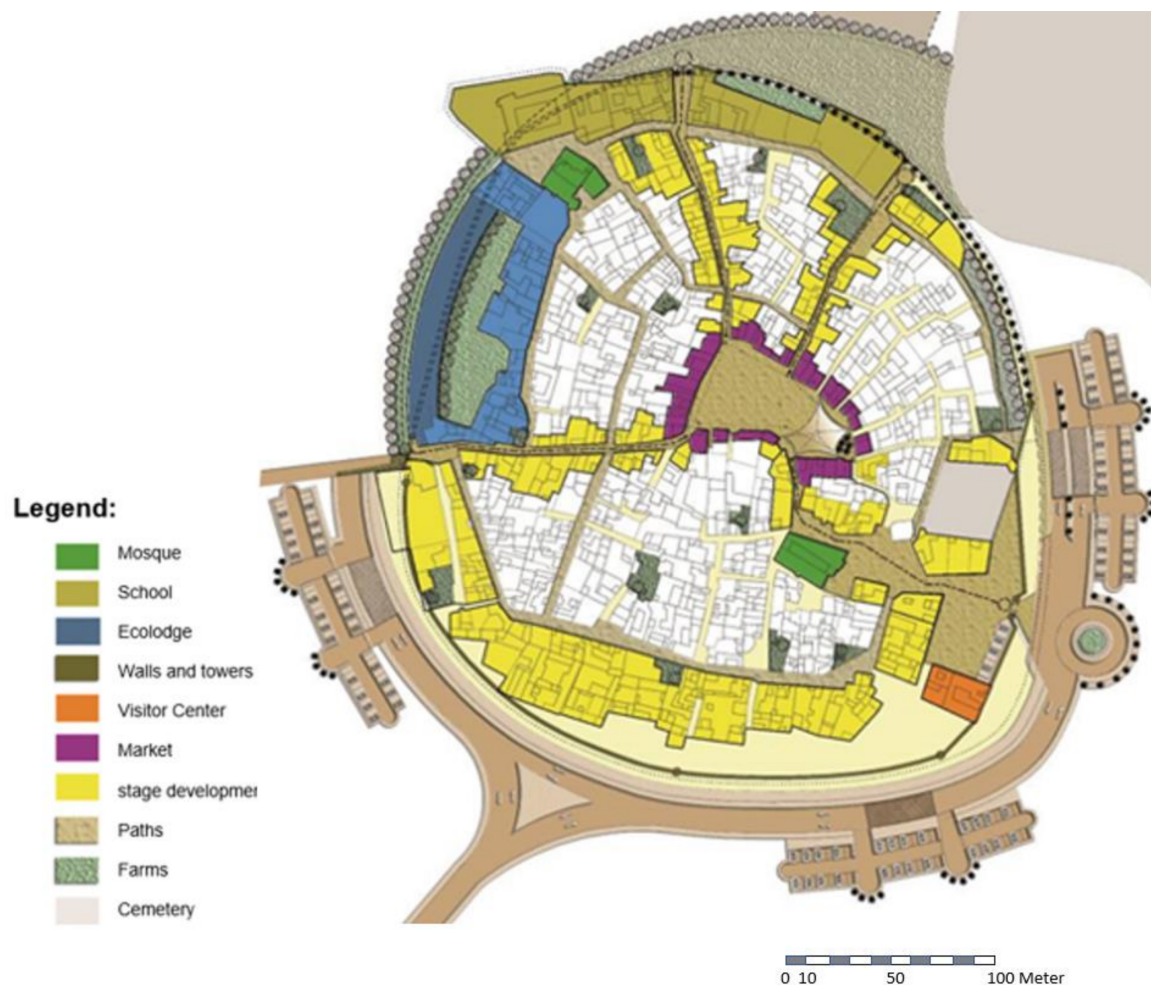 Legend:
Mosque
School
Ecolodge
Walls and towers
Visitor Center
Market
stage developmer
Paths
Farms
Cemetery
0 10 50 100 Meter